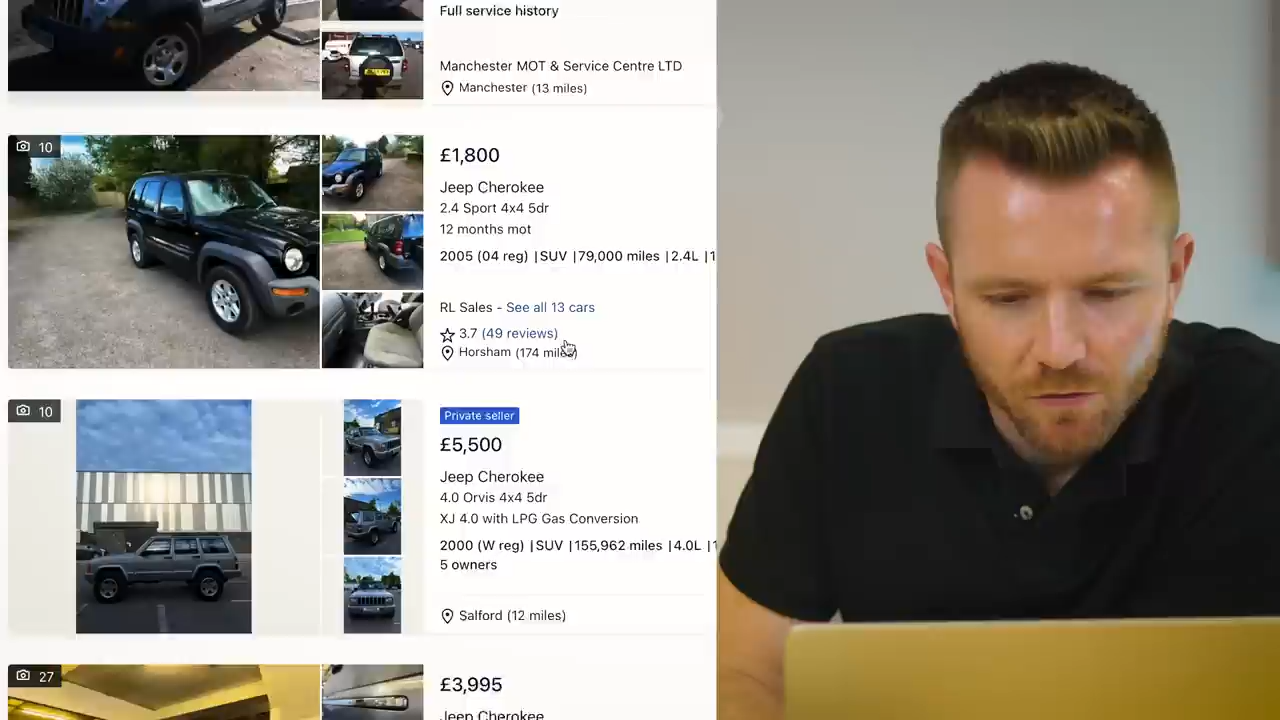 Full service history
Manchester MOT & Service Centre LTD
Manchester (13 miles)
10
£1,800
Jeep Cherokee
2.4 Sport 4x4 5dr
12 months mot
2005 (04 reg) | SUV | 79,000 miles | 2.4L | 1
RL Sales - See all 13 cars
3.7 (49 reviews)
Horsham (174 miles)
10
Private seller
£5,500
Jeep Cherokee
4.0 Orvis 4x4 5dr
XJ 4.0 with LPG Gas Conversion
2000 (W reg) | SUV | 155,962 miles | 4.0L | 1
5 owners
Salford (12 miles)
27
£3,995
Jeep Cherokee